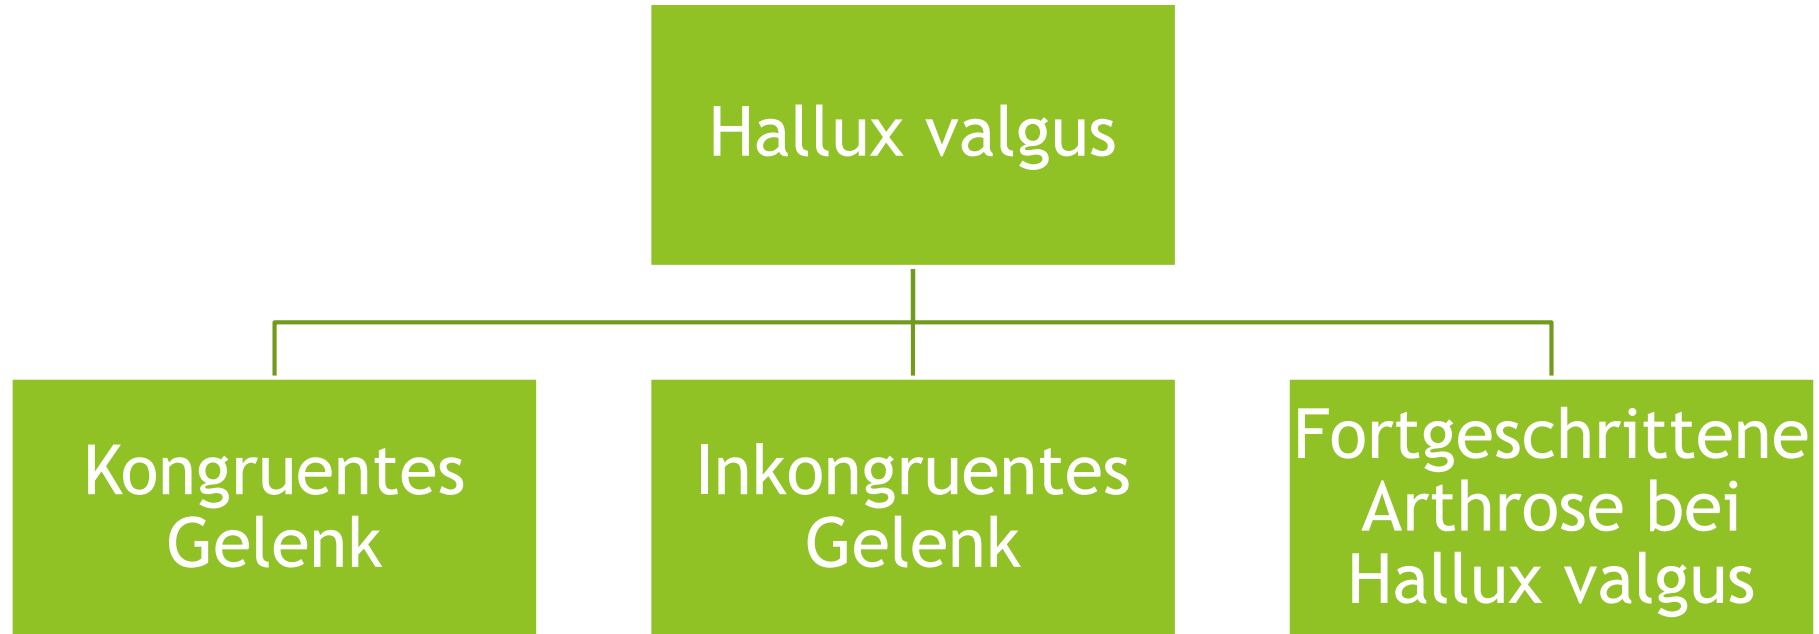 Hallux valgus
Kongruentes
Gelenk
Inkongruentes
Gelenk
Fortgeschrittene
Arthrose bei
Hallux valgus